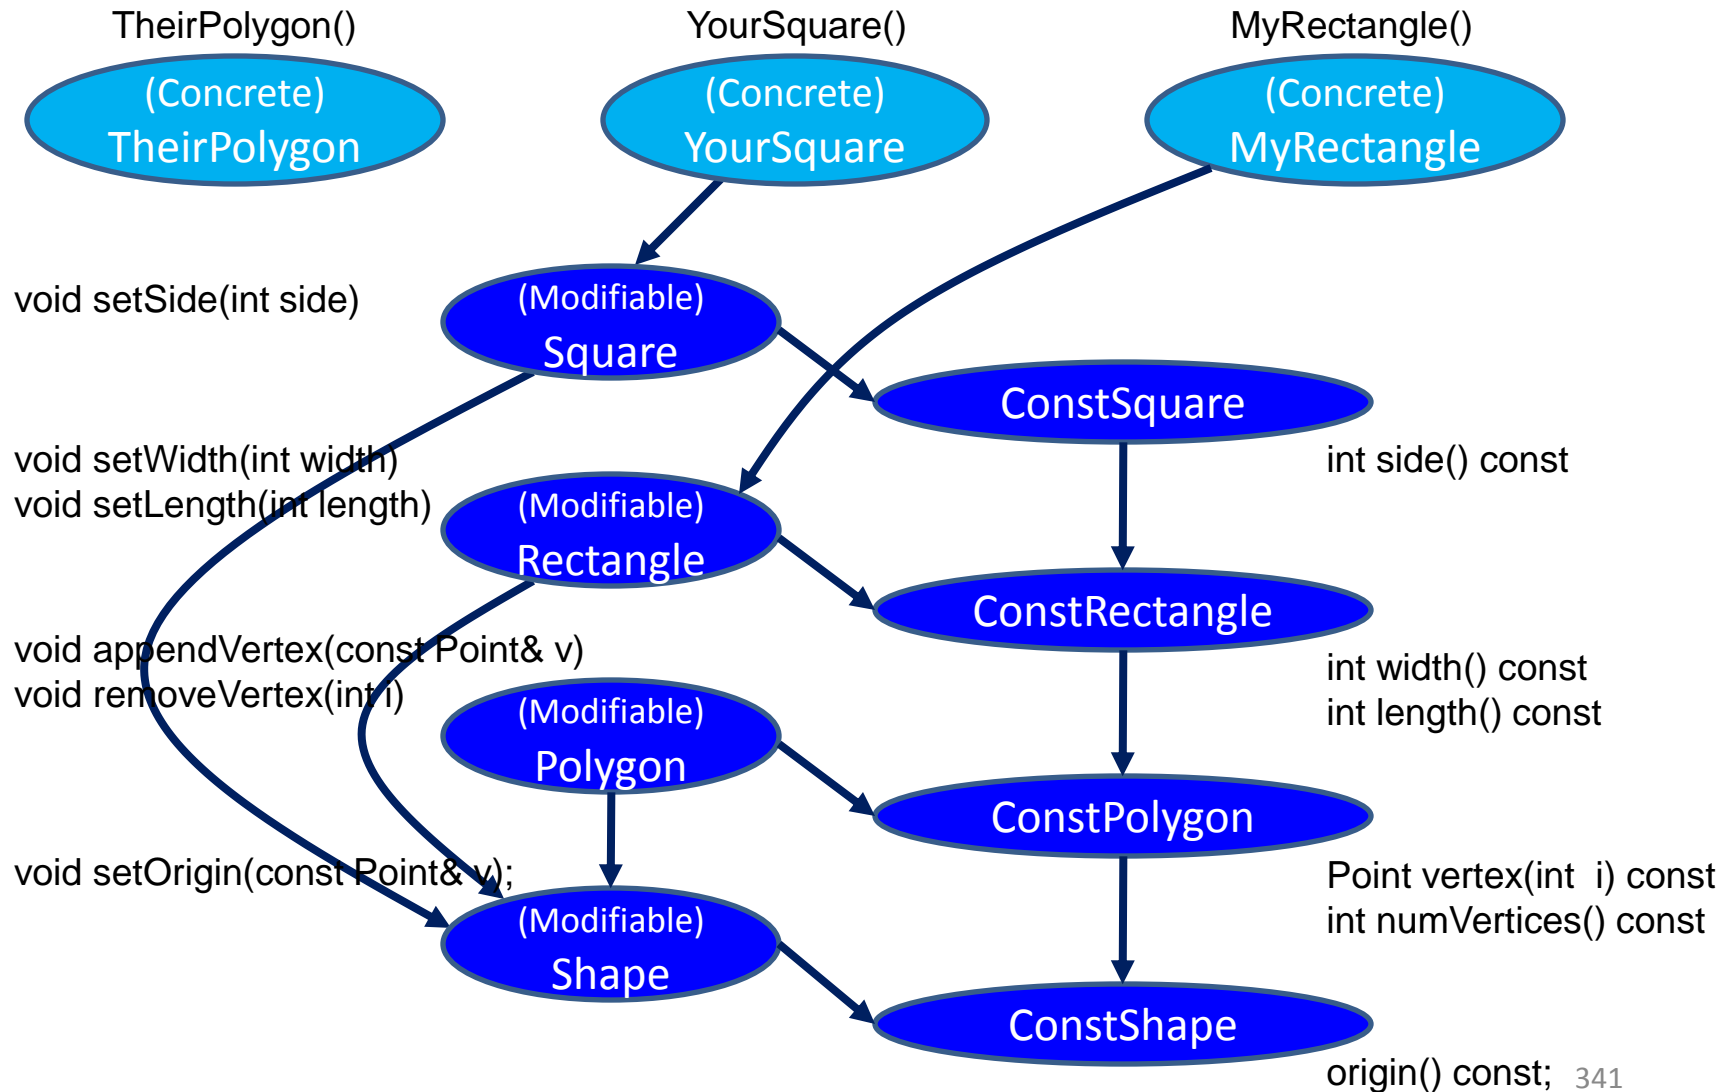 TheirPolygon()
YourSquare()
MyRectangle()
(Concrete)
TheirPolygon
(Concrete)
YourSquare
(Concrete)
MyRectangle
void setSide(int side)
(Modifiable)
Square
ConstSquare
int side() const
void setWidth(int width)
void setLength(int length)
(Modifiable)
Rectangle
ConstRectangle
int width() const
int length() const
void appendVertex(const Point& v)
void removeVertex(int i)
(Modifiable)
Polygon
ConstPolygon
Point vertex(int i) const
int numVertices() const
void setOrigin(const Point& v);
(Modifiable)
Shape
ConstShape
origin() const;
341